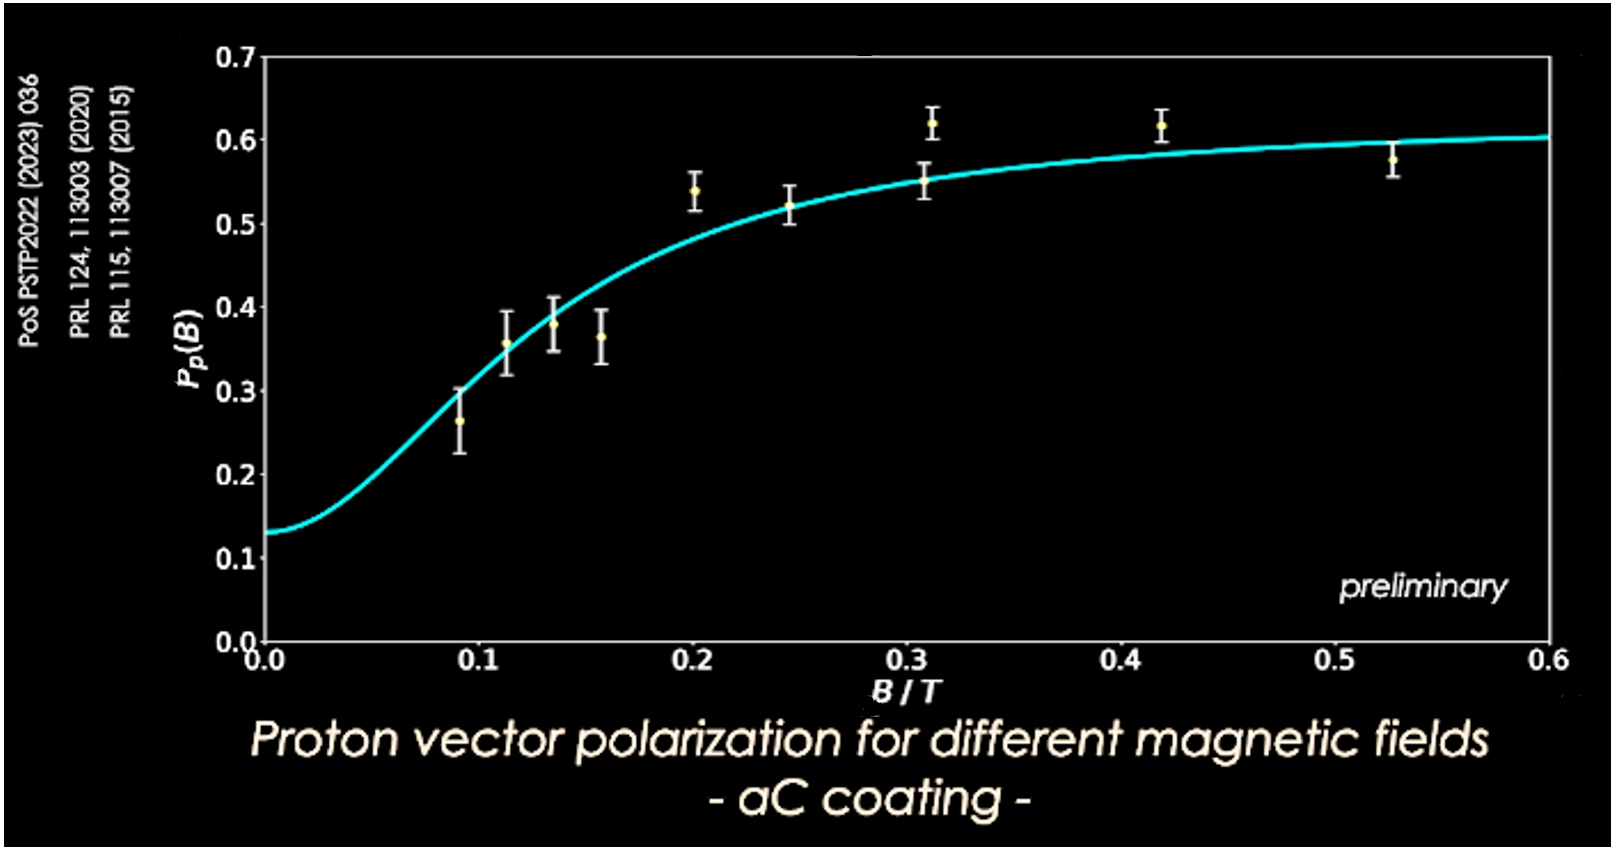 PoS PSTP2022 (2023) 036
PRL 124, 113003 (2020)
PRL 115, 113007 (2015)
0.7
0.6
0.5
0.4
0.3
0.2
0.1
0.0
Pp(B)
preliminary
0.0 0.1 0.2 0.3 0.4 0.5 0.6
B / T
Proton vector polarization for different magnetic fields
- aC coating -